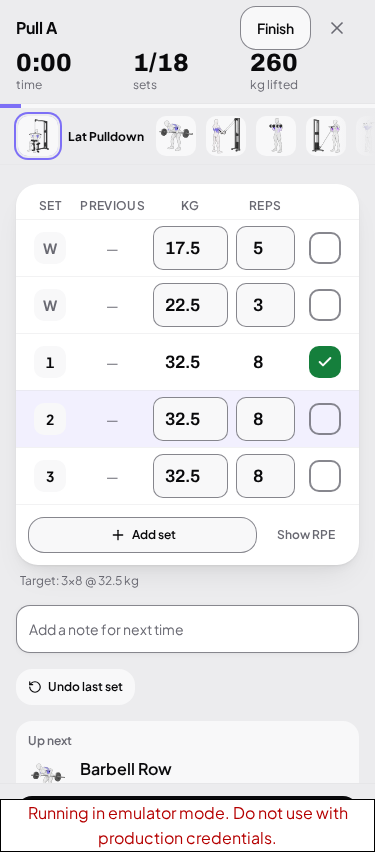 Pull A
Finish
0:00 1/18 260
time sets kg lifted
Lat Pulldown
SET PREVIOUS KG REPS
W — 17.5 5
W — 22.5 3
1 — 32.5 8
2 — 32.5 8
3 — 32.5 8
+ Add set Show RPE
Target: 3×8 @ 32.5 kg
Add a note for next time
Undo last set
Up next
Barbell Row
Running in emulator mode. Do not use with
production credentials.